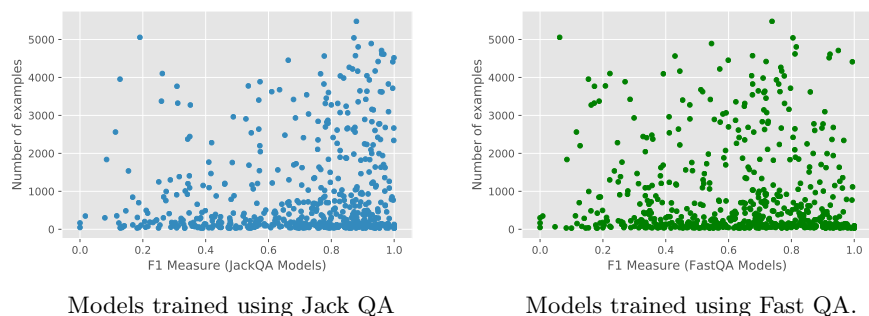 5000
4000
3000
2000
1000
0
Number of examples
0.0 0.2 0.4 0.6 0.8 1.0
F1 Measure (JackQA Models)
Models trained using Jack QA
5000
4000
3000
2000
1000
0
Number of examples
0.0 0.2 0.4 0.6 0.8 1.0
F1 Measure (FastQA Models)
Models trained using Fast QA.